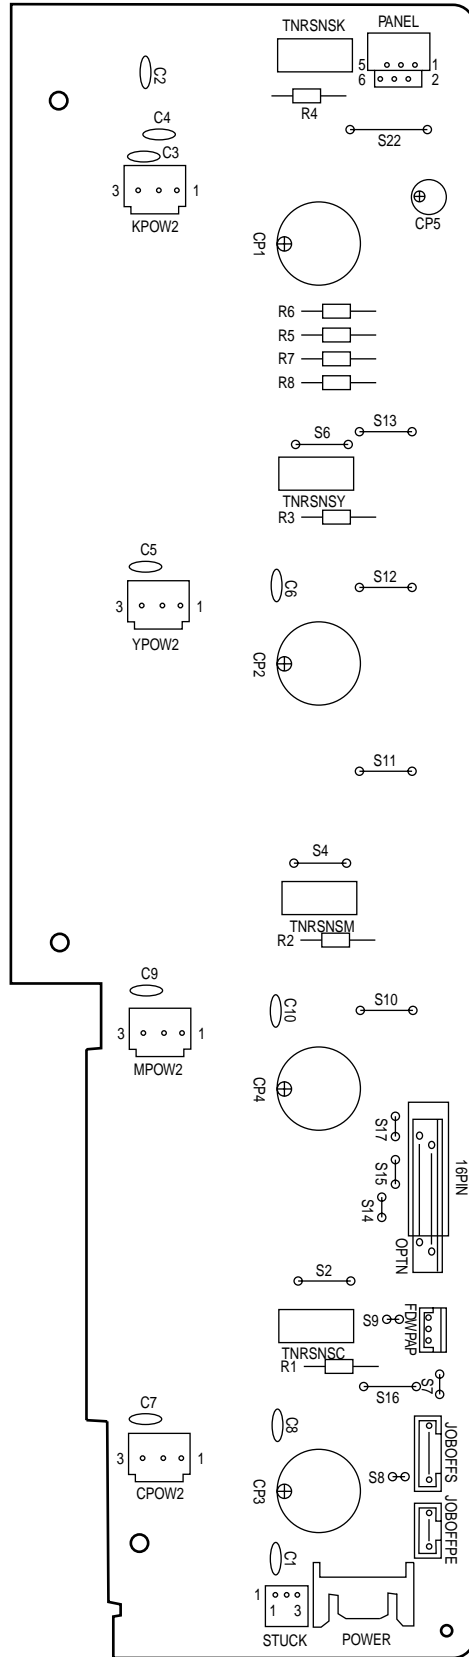 TNRSNSK PANEL
5 1
6 2
C2
R4
C4
S22
C3
3 1
KPOW2
CP5
CP1
R6
R5
R7
R8
S13
S6
TNRSNSY
R3
C5
C6
S12
3 1
YPOW2
CP2
S11
S4
TNRSNSM
R2
C9
C10
S10
3 1
MPOW2
CP4
S17
16PIN
S15
S14
OPTN
S2
S9
FDWPAP
TNRSNSC
R1
S16
S7
C7
C8
JOBOFFS
3 1
CPOW2
S8
CP3
JOBOFFPE
C1
1
1 3
STUCK POWER